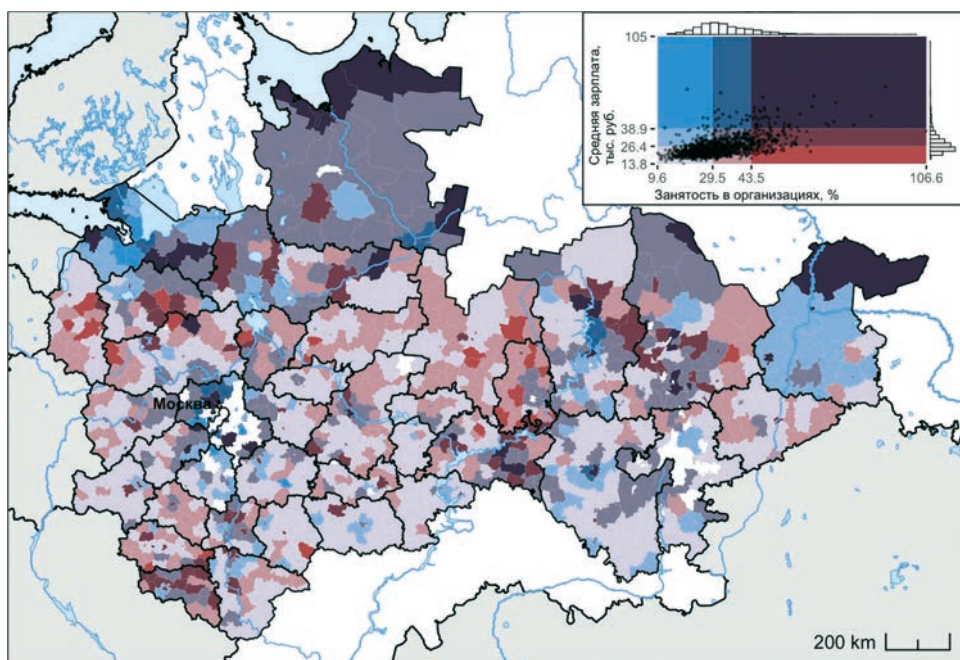 105
Средняя зарплата,
тыс. руб.
38.9
26.4
13.8
9.6 29.5 43.5 106.6
Занятость в организациях, %
Москва
200 km